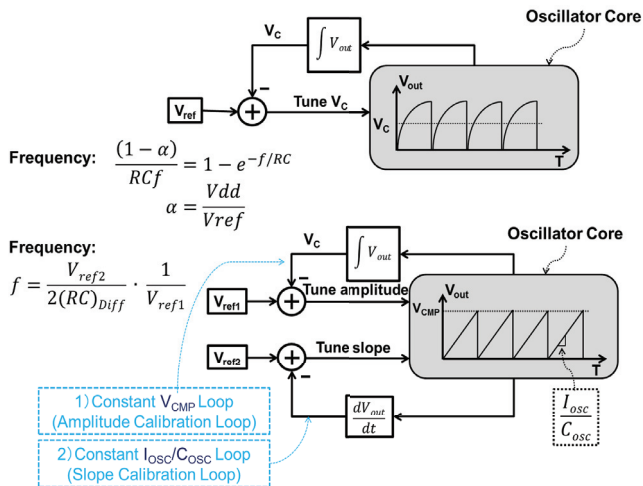 Oscillator Core
V_C
∫ V_out
−
V_ref
+
Tune V_C
V_out
V_C
T
Frequency:
(1 − α) / RCf = 1 − e^{−f/RC}
α = Vdd / Vref
Frequency:
f = V_ref2 / 2(RC)_Diff · 1 / V_ref1
Oscillator Core
V_C
∫ V_out
−
V_ref1
+
Tune amplitude
V_CMP
V_out
V_ref2
+
Tune slope
−
T
dV_out / dt
I_osc / C_osc
1) Constant V_CMP Loop
(Amplitude Calibration Loop)
2) Constant I_OSC/C_OSC Loop
(Slope Calibration Loop)